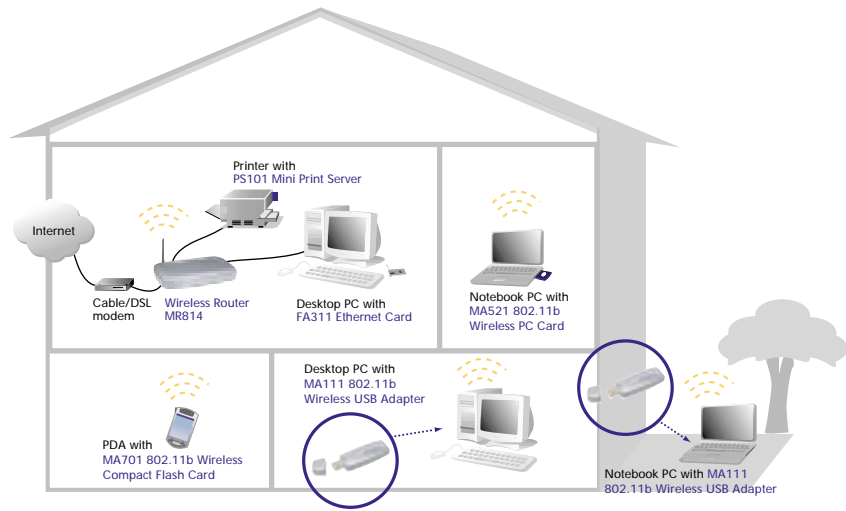 Printer with
PS101 Mini Print Server
Internet
Cable/DSL
modem
Wireless Router
MR814
Desktop PC with
FA311 Ethernet Card
Notebook PC with
MA521 802.11b
Wireless PC Card
PDA with
MA701 802.11b Wireless
Compact Flash Card
Desktop PC with
MA111 802.11b
Wireless USB Adapter
Notebook PC with MA111
802.11b Wireless USB Adapter